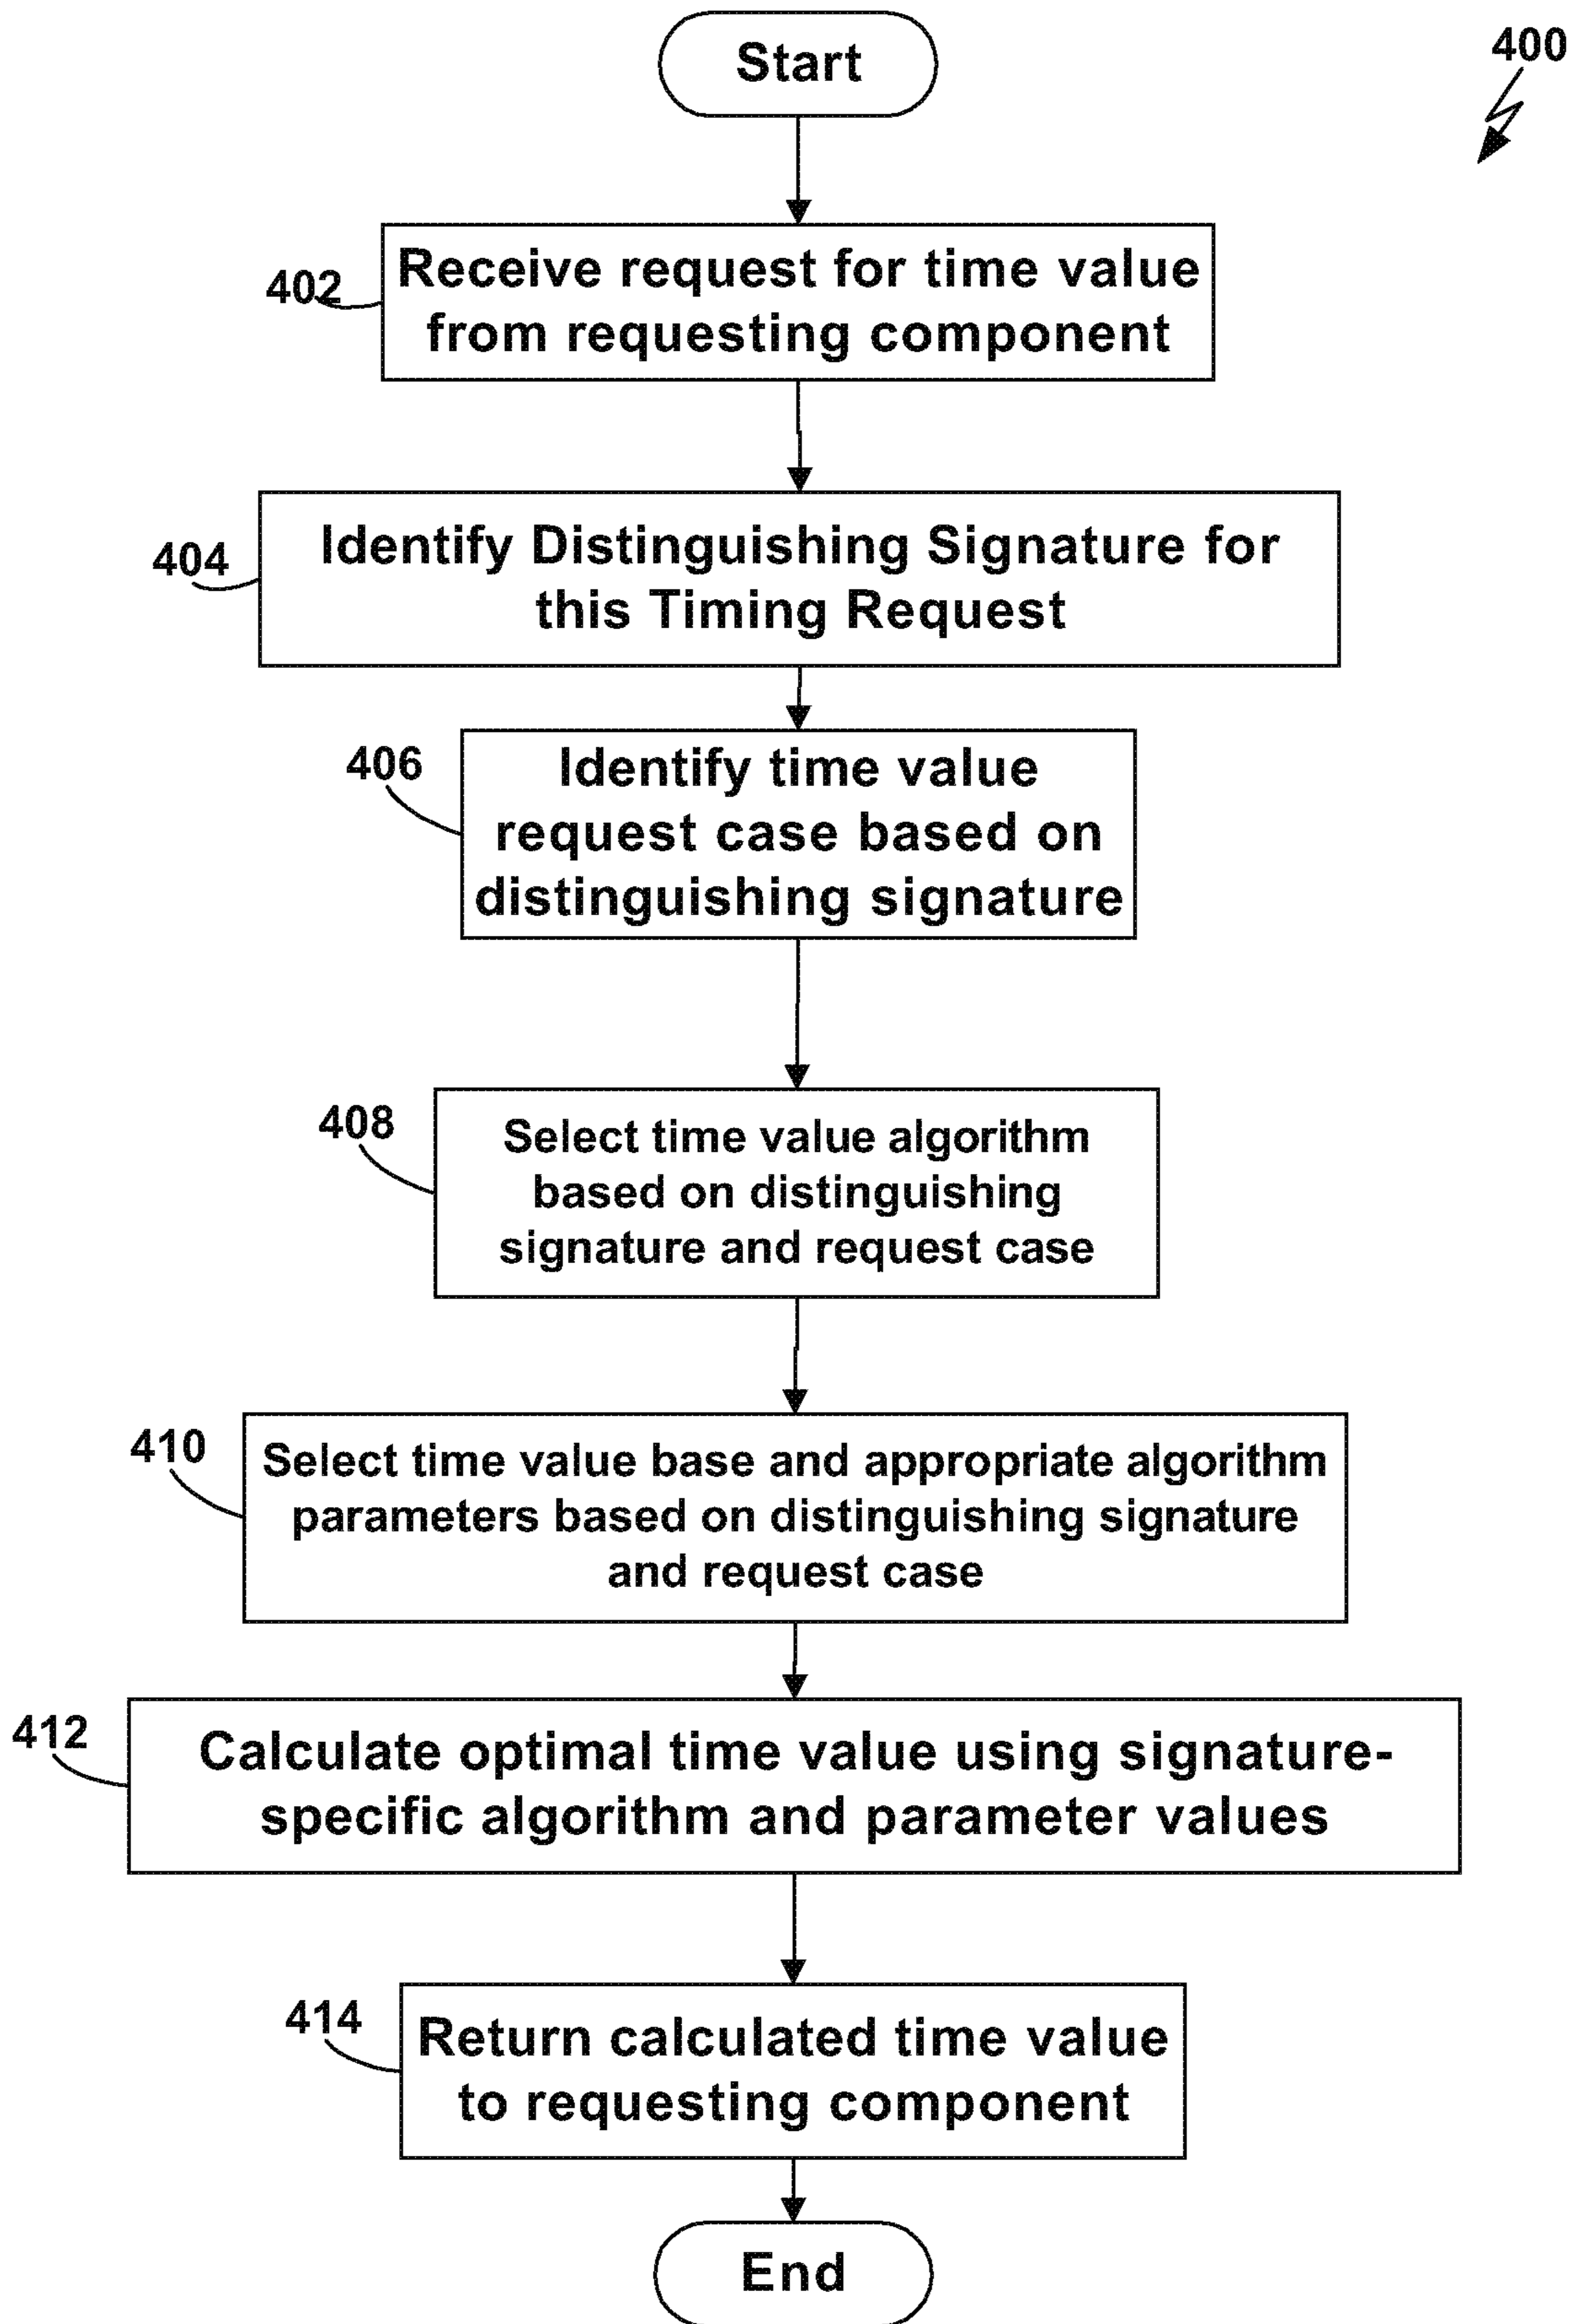 Start
400
402
Receive request for time value
from requesting component
404
Identify Distinguishing Signature for
this Timing Request
406
Identify time value
request case based on
distinguishing signature
408
Select time value algorithm
based on distinguishing
signature and request case
410
Select time value base and appropriate algorithm
parameters based on distinguishing signature
and request case
412
Calculate optimal time value using signature-
specific algorithm and parameter values
414
Return calculated time value
to requesting component
End